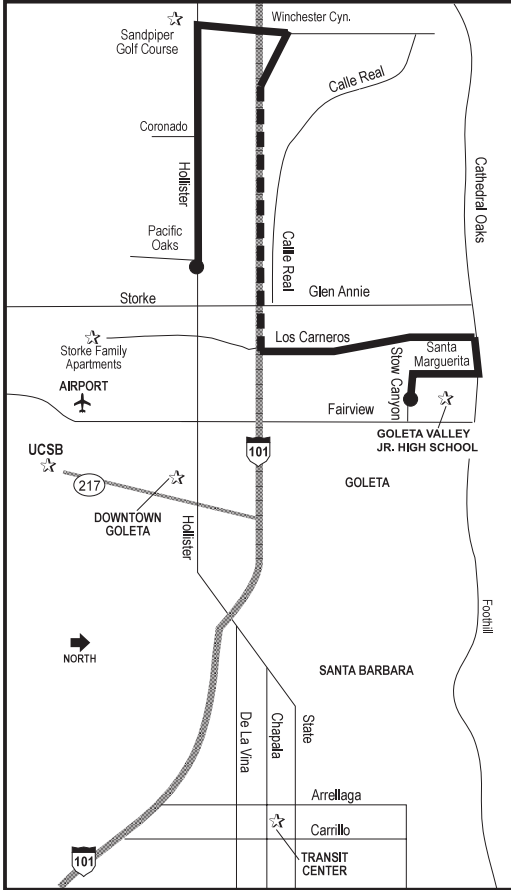 Winchester Cyn.
Sandpiper
Golf Course
Calle Real
Coronado
Hollister
Cathedral Oaks
Pacific
Oaks
Calle Real
Storke
Glen Annie
Los Carneros
Storke Family
Apartments
Stow Canyon
Santa
Marguerita
AIRPORT
Fairview
GOLETA VALLEY
JR. HIGH SCHOOL
101
UCSB
217
GOLETA
DOWNTOWN
GOLETA
Hollister
Foothill
NORTH
SANTA BARBARA
De La Vina
Chapala
State
Arrellaga
Carrillo
TRANSIT
CENTER
101